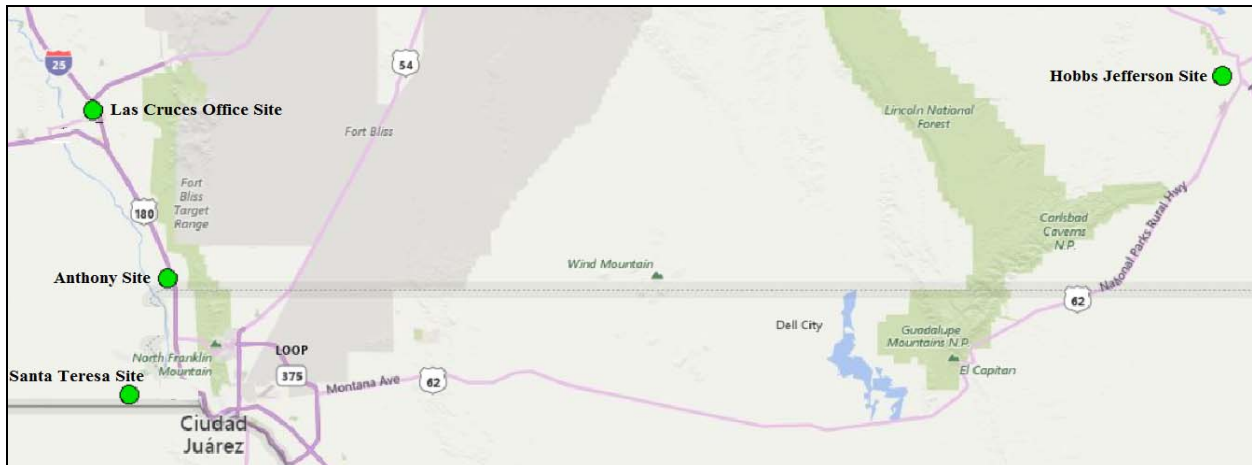 25
54
Hobbs Jefferson Site
Las Cruces Office Site
Lincoln National
Forest
Fort Bliss
Fort
Bliss
Target
Range
180
Carlsbad
Caverns
N.P.
National Parks Rural Hwy
Anthony Site
Wind Mountain
62
Dell City
Guadalupe
Mountains N.P.
El Capitan
North Franklin
Mountain
LOOP
375
Montana Ave
62
Santa Teresa Site
Ciudad
Juárez